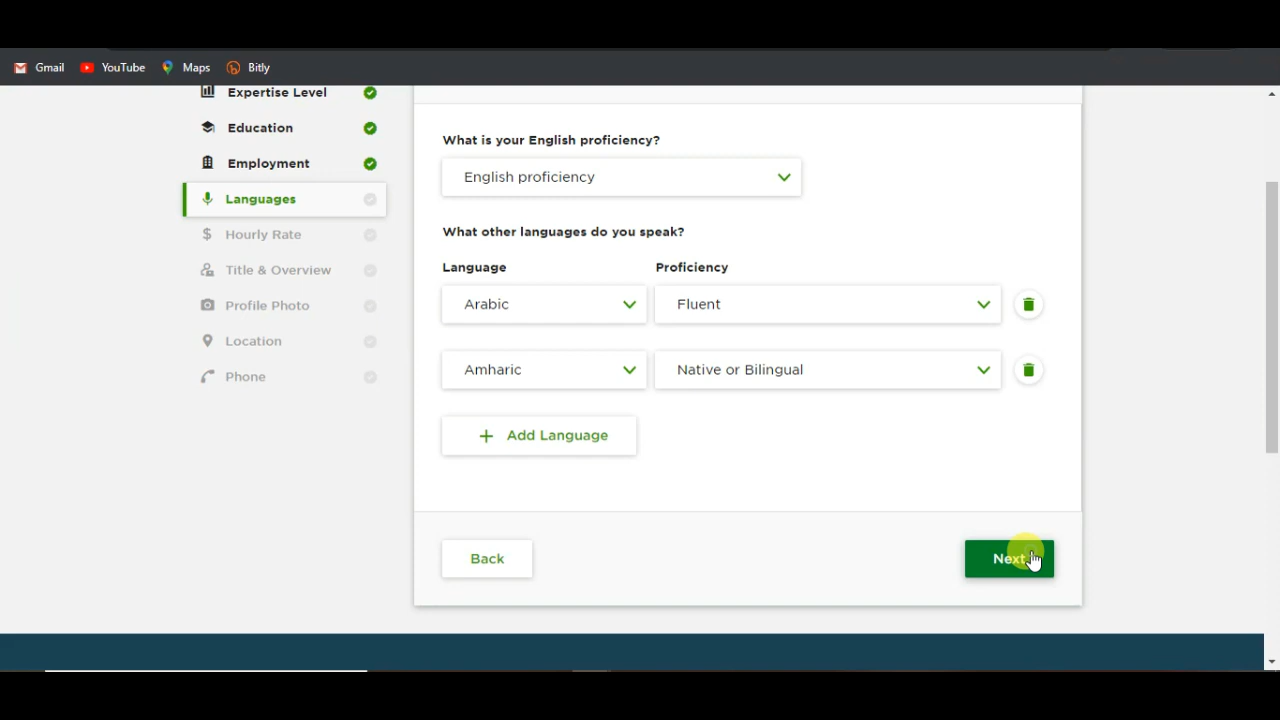 Gmail
YouTube
Maps
Bitly
Expertise Level
Education
Employment
Languages
$ Hourly Rate
Title & Overview
Profile Photo
Location
Phone
What is your English proficiency?
English proficiency
What other languages do you speak?
Language Proficiency
Arabic Fluent
Amharic Native or Bilingual
+ Add Language
Back Next